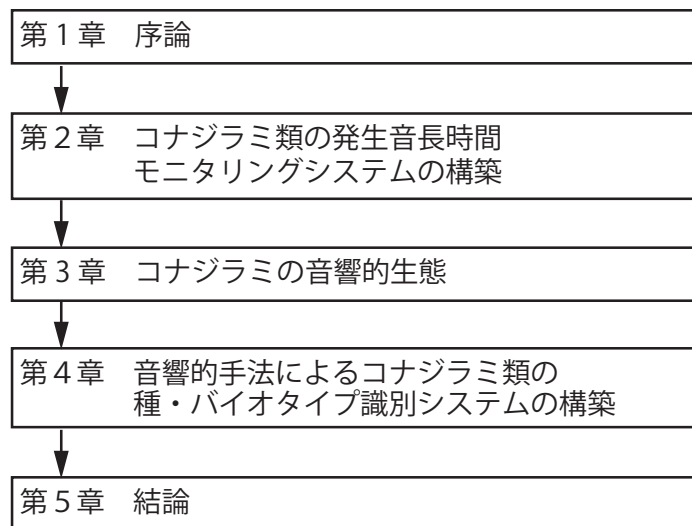 第1章 序論
第2章 コナジラミ類の発生音長時間
モニタリングシステムの構築
第3章 コナジラミの音響的生態
第4章 音響的手法によるコナジラミ類の
種・バイオタイプ識別システムの構築
第5章 結論